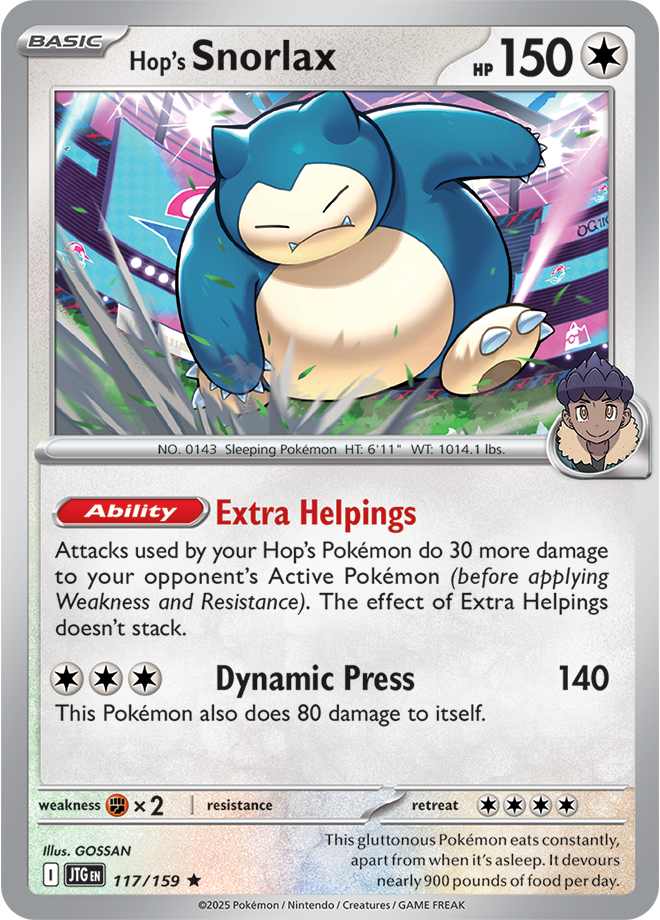 BASIC
Hop's Snorlax HP 150
NO. 0143 Sleeping Pokémon HT: 6'11" WT: 1014.1 lbs.
Ability Extra Helpings
Attacks used by your Hop's Pokémon do 30 more damage
to your opponent's Active Pokémon (before applying
Weakness and Resistance). The effect of Extra Helpings
doesn't stack.
Dynamic Press 140
This Pokémon also does 80 damage to itself.
weakness ×2 resistance retreat
Illus. GOSSAN
This gluttonous Pokémon eats constantly,
apart from when it's asleep. It devours
nearly 900 pounds of food per day.
I JTG EN 117/159
©2025 Pokémon / Nintendo / Creatures / GAME FREAK